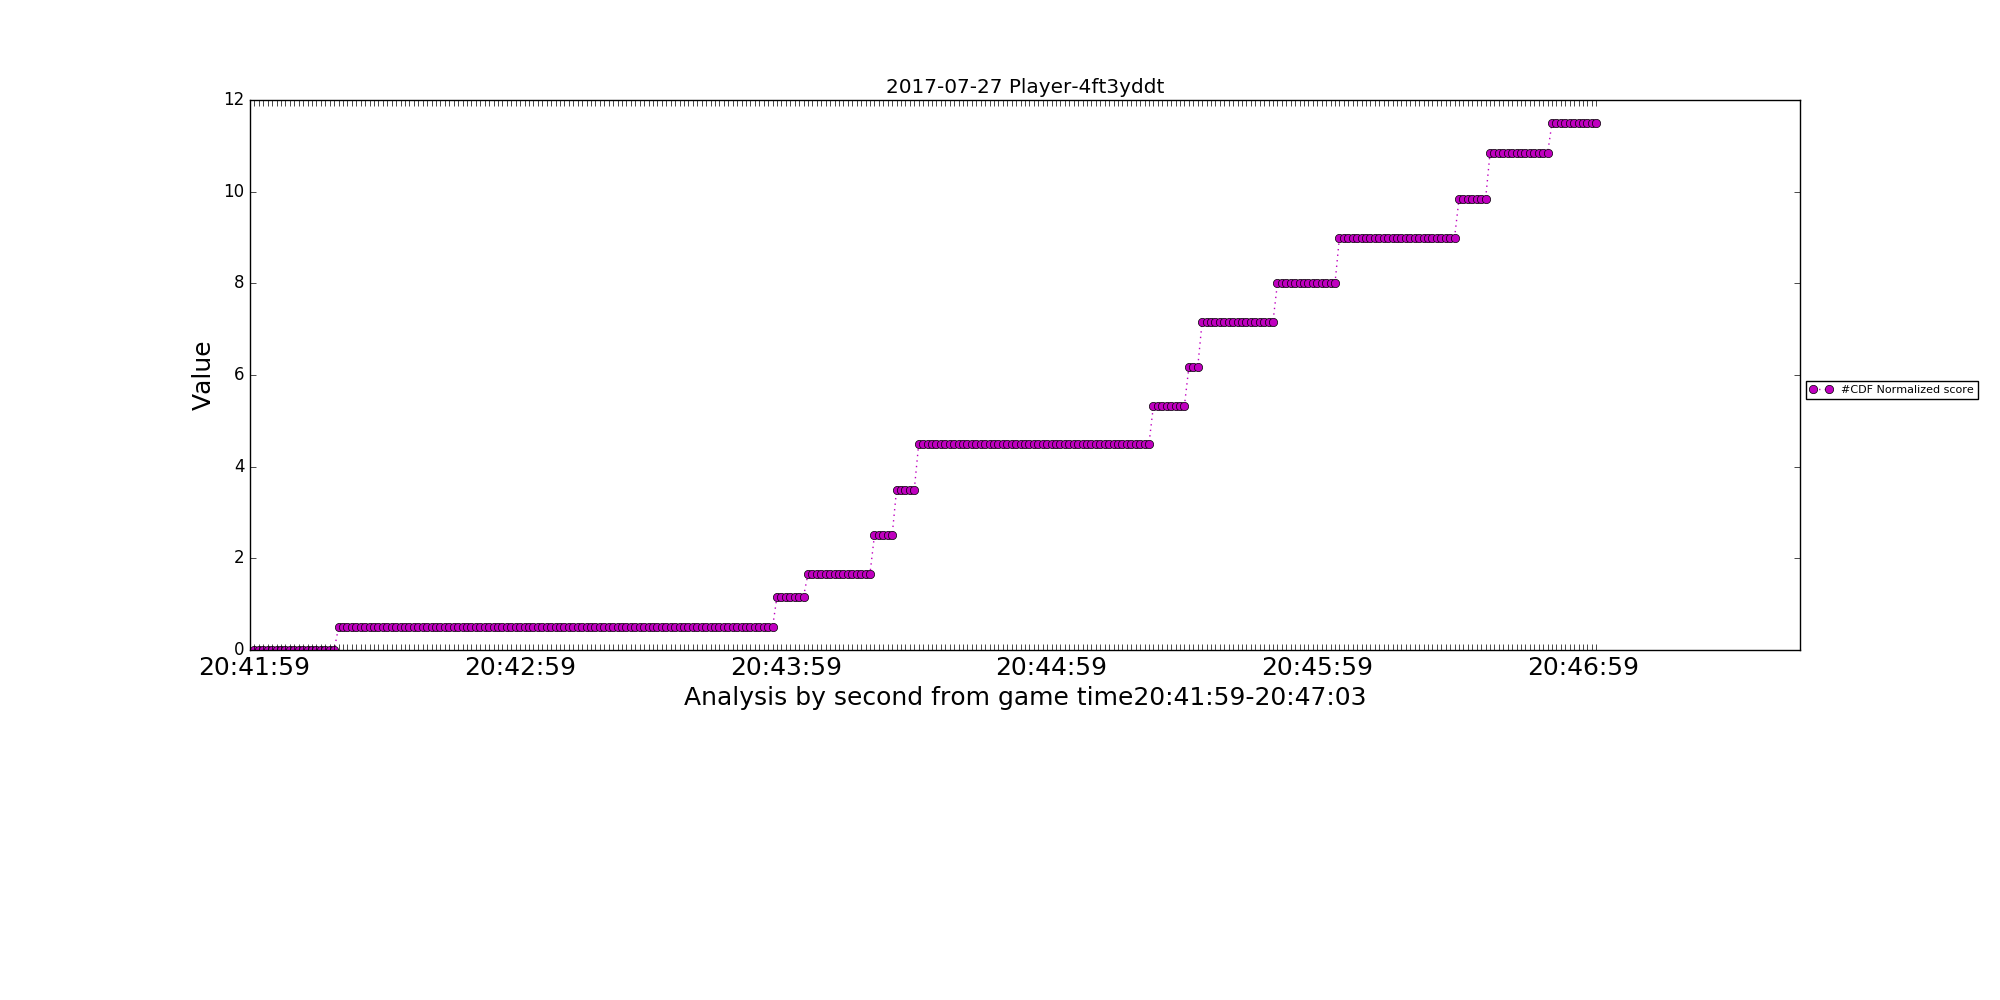 2017-07-27 Player-4ft3yddt
12
10
8
6
4
2
0
Value
#CDF Normalized score
20:41:59 20:42:59 20:43:59 20:44:59 20:45:59 20:46:59
Analysis by second from game time20:41:59-20:47:03